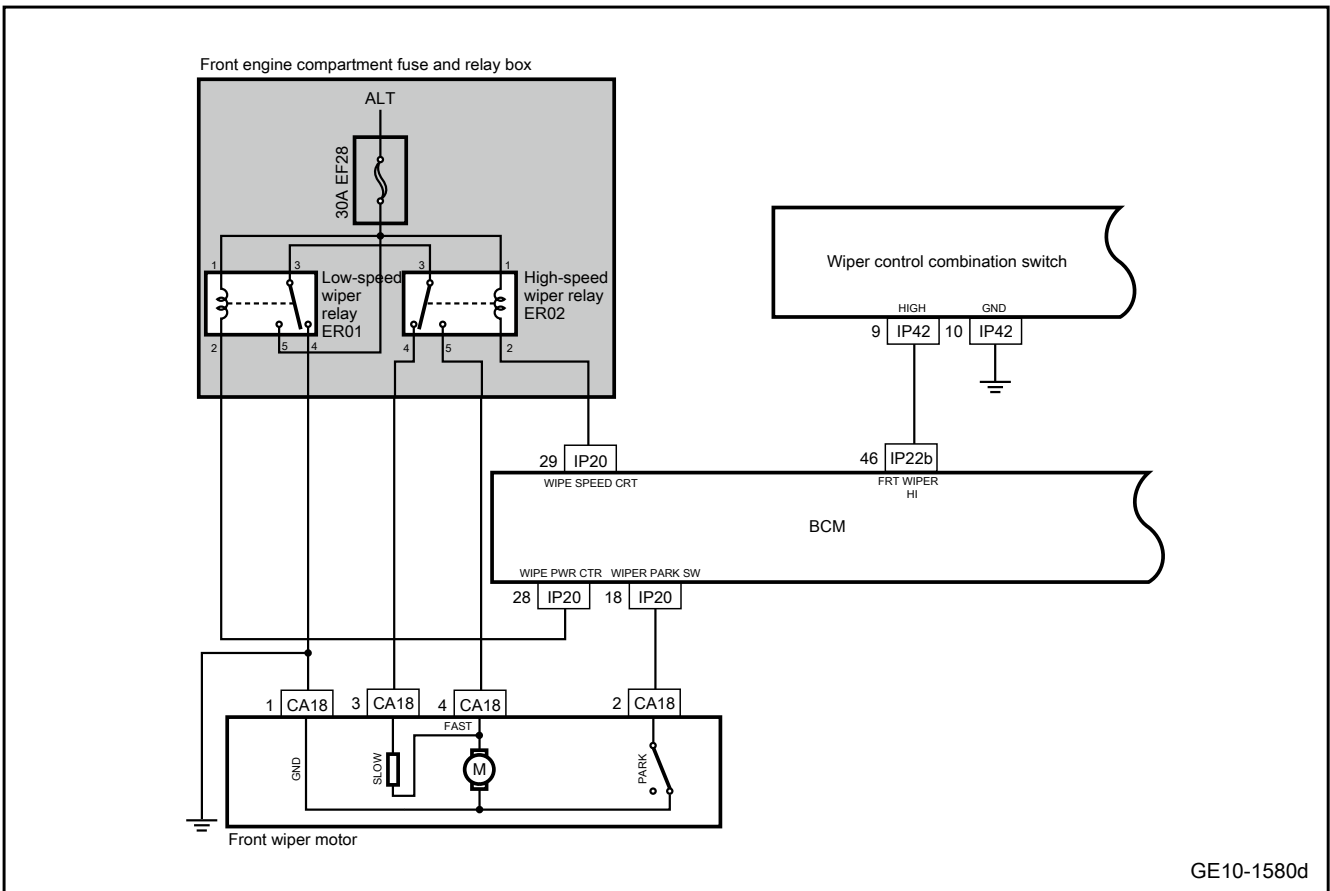 Front engine compartment fuse and relay box
ALT
30A EF28
1
3
3
1
Low-speed
wiper
relay
ER01
High-speed
wiper relay
ER02
2
5
4
4
5
2
Wiper control combination switch
HIGH
GND
9 IP42
10 IP42
29 IP20
46 IP22b
WIPE SPEED CRT
FRT WIPER
HI
BCM
WIPE PWR CTR
WIPER PARK SW
28 IP20
18 IP20
1 CA18
3 CA18
4 CA18
2 CA18
FAST
GND
SLOW
M
PARK
Front wiper motor
GE10-1580d